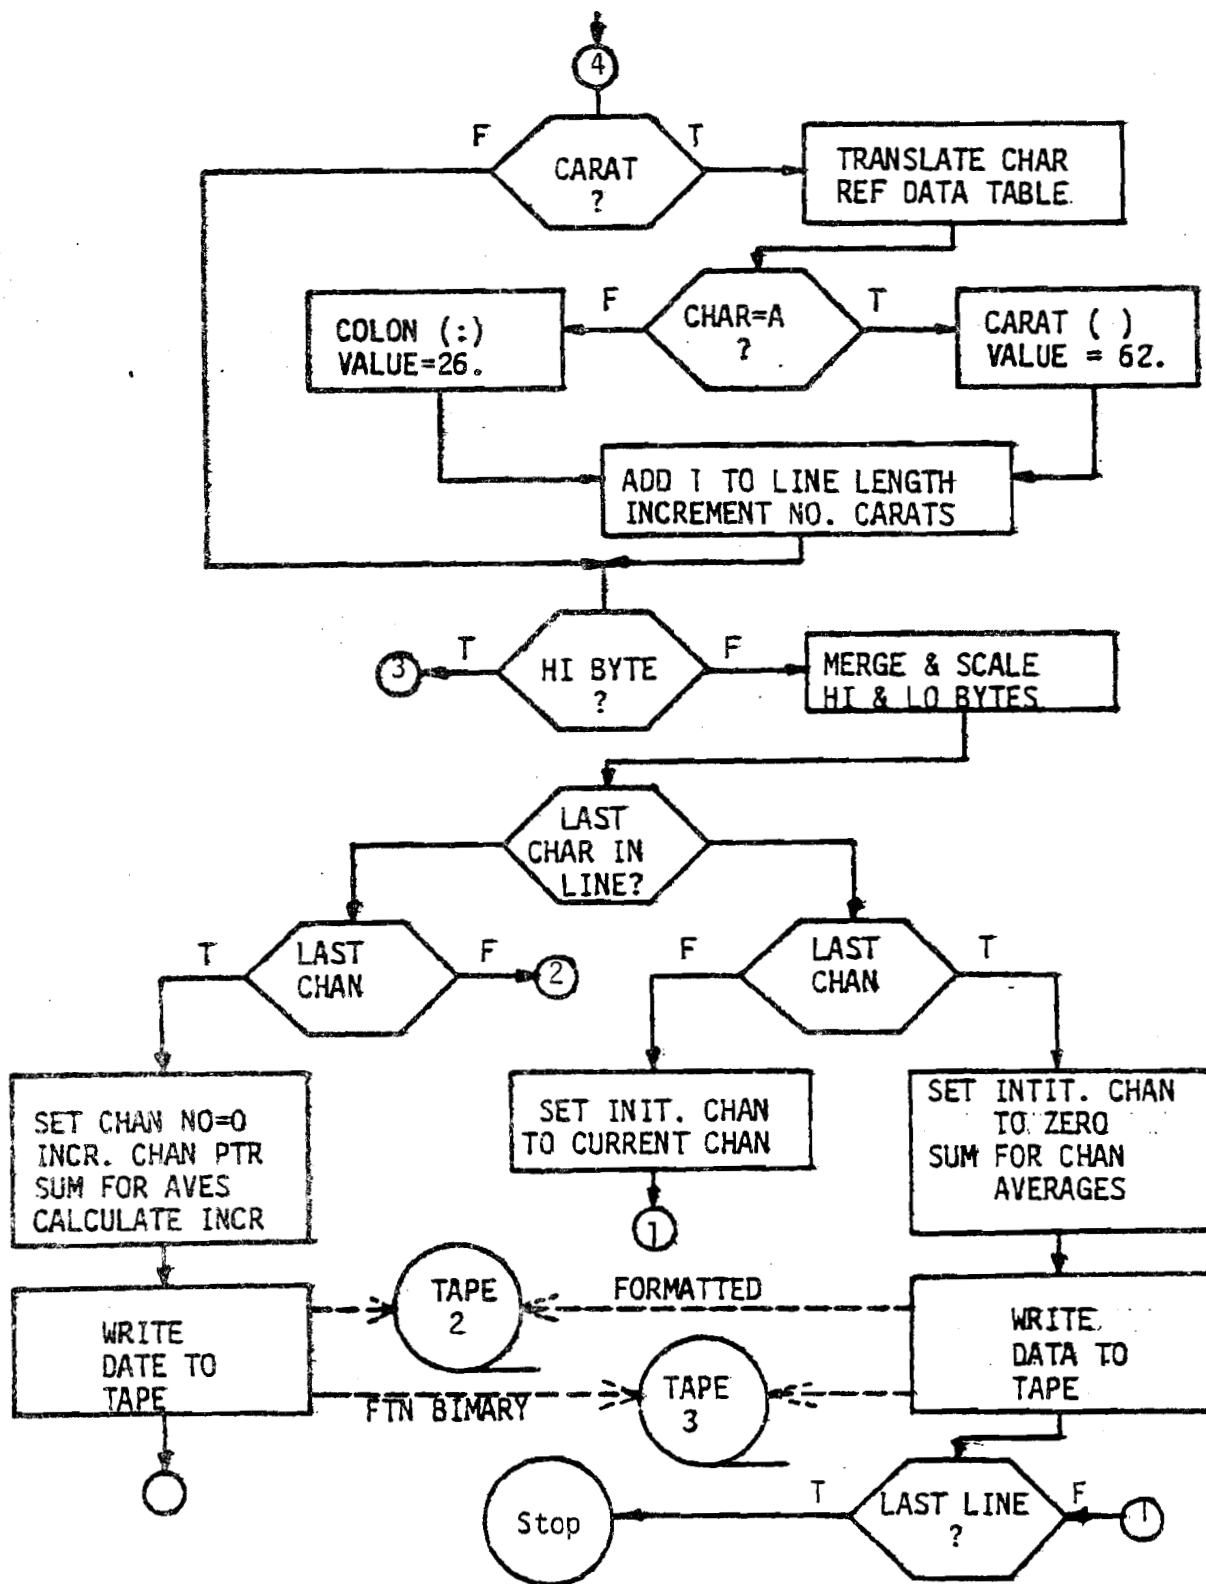 4
F
T
CARAT
?
TRANSLATE CHAR
REF DATA TABLE
F
T
CHAR=A
?
COLON (:)
VALUE=26.
CARAT ( )
VALUE = 62.
ADD 1 TO LINE LENGTH
INCREMENT NO. CARATS
3
T
F
HI BYTE
?
MERGE & SCALE
HI & LO BYTES
LAST
CHAR IN
LINE?
T
LAST
CHAN
F
2
F
LAST
CHAN
T
SET CHAN NO=0
INCR. CHAN PTR
SUM FOR AVES
CALCULATE INCR
SET INIT. CHAN
TO CURRENT CHAN
SET INTIT. CHAN
TO ZERO
SUM FOR CHAN
AVERAGES
1
WRITE
DATE TO
TAPE
TAPE
2
FORMATTED
WRITE
DATA TO
TAPE
FTN BIMARY
TAPE
3
Stop
T
LAST LINE
?
F
1